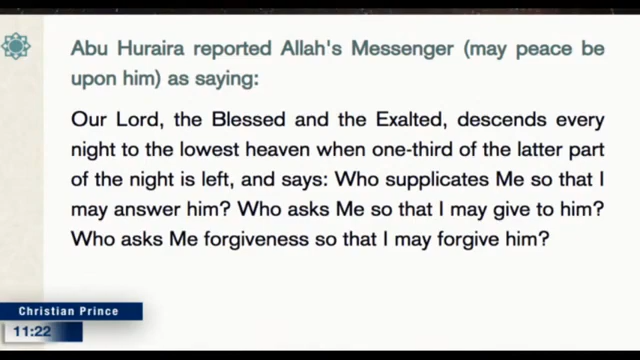 Abu Huraira reported Allah's Messenger (may peace be
upon him) as saying:
Our Lord, the Blessed and the Exalted, descends every
night to the lowest heaven when one-third of the latter part
of the night is left, and says: Who supplicates Me so that I
may answer him? Who asks Me so that I may give to him?
Who asks Me forgiveness so that I may forgive him?
Christian Prince
11:22